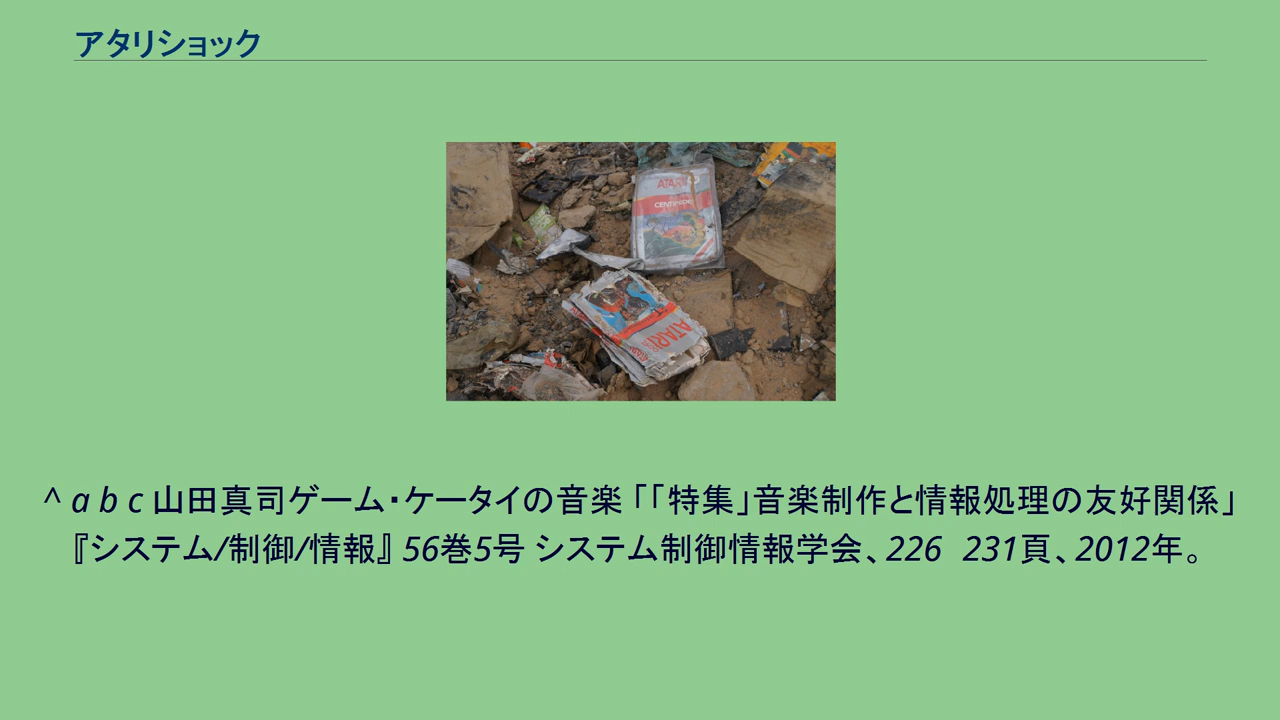 アタリショック
ATARI
CENTIPEDE
ATARI
^ a b c 山田真司ゲーム・ケータイの音楽 ｢｢特集｣音楽制作と情報処理の友好関係｣
『システム/制御/情報』 56巻5号 システム制御情報学会、226 231頁、2012年。